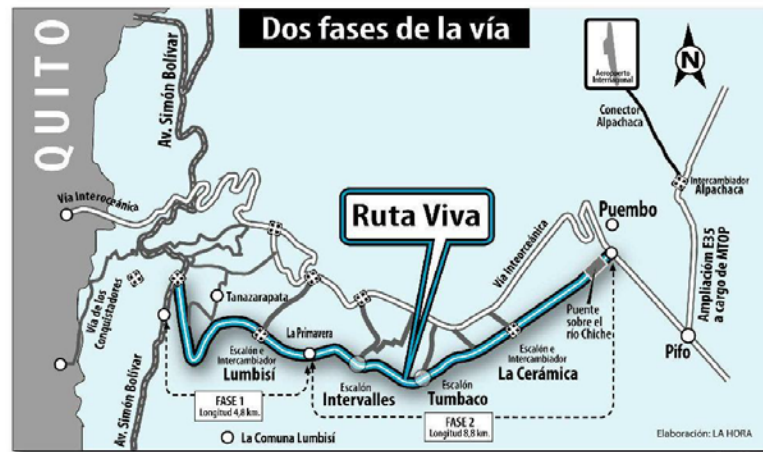 Dos fases de la vía
QUITO
Av. Simón Bolívar
Aeropuerto
Internacional
N
Conector
Alpachaca
Intercambiador
Alpachaca
Vía Interoceánica
Ruta Viva
Puembo
Vía Inteorceánica
Ampliacióm E35
a cargo de MTOP
Vía de los
Conquistadores
Tanazarapata
La Primavera
Puente
sobre el
río Chiche
Pifo
Escalón e
Intercambiador
Lumbisí
Escalón
Intervalles
Escalón
Tumbaco
Escalón e
Intercambiador
La Cerámica
FASE 1
Longitud 4,8 km.
FASE 2
Longitud 8,8 km.
Av. Simón Bolívar
La Comuna Lumbisí
Elaboración: LA HORA